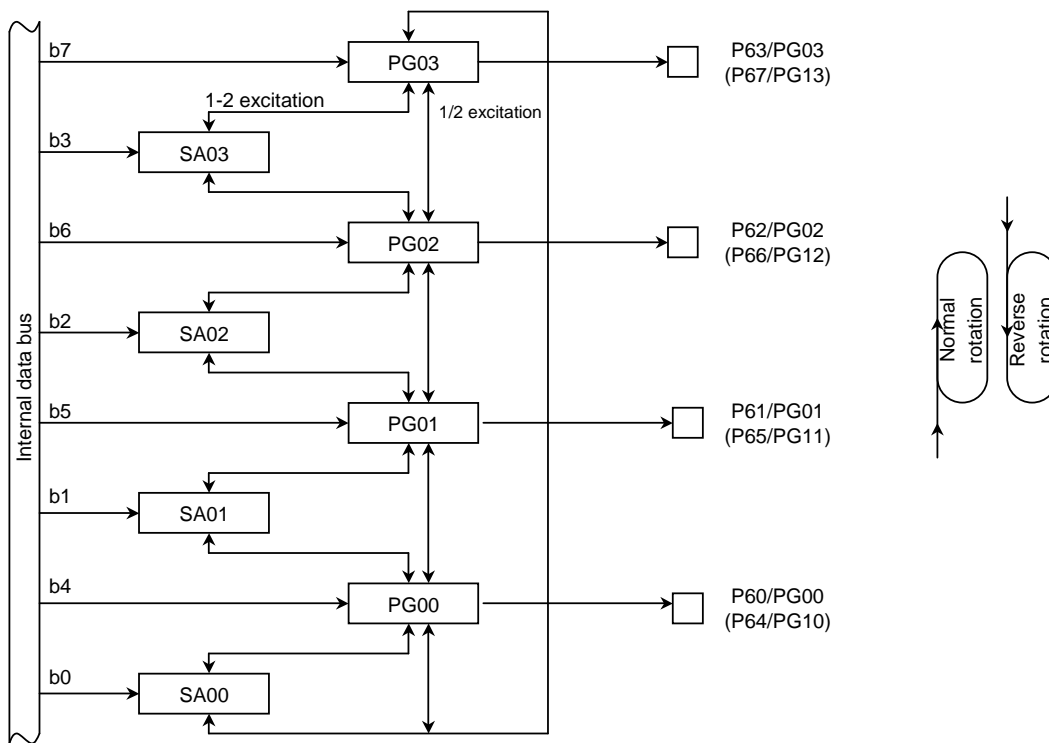 b7
PG03
P63/PG03
(P67/PG13)
1-2 excitation
1/2 excitation
b3
SA03
b6
PG02
P62/PG02
(P66/PG12)
b2
SA02
Internal data bus
Normal
rotation
Reverse
rotation
b5
PG01
P61/PG01
(P65/PG11)
b1
SA01
b4
PG00
P60/PG00
(P64/PG10)
b0
SA00